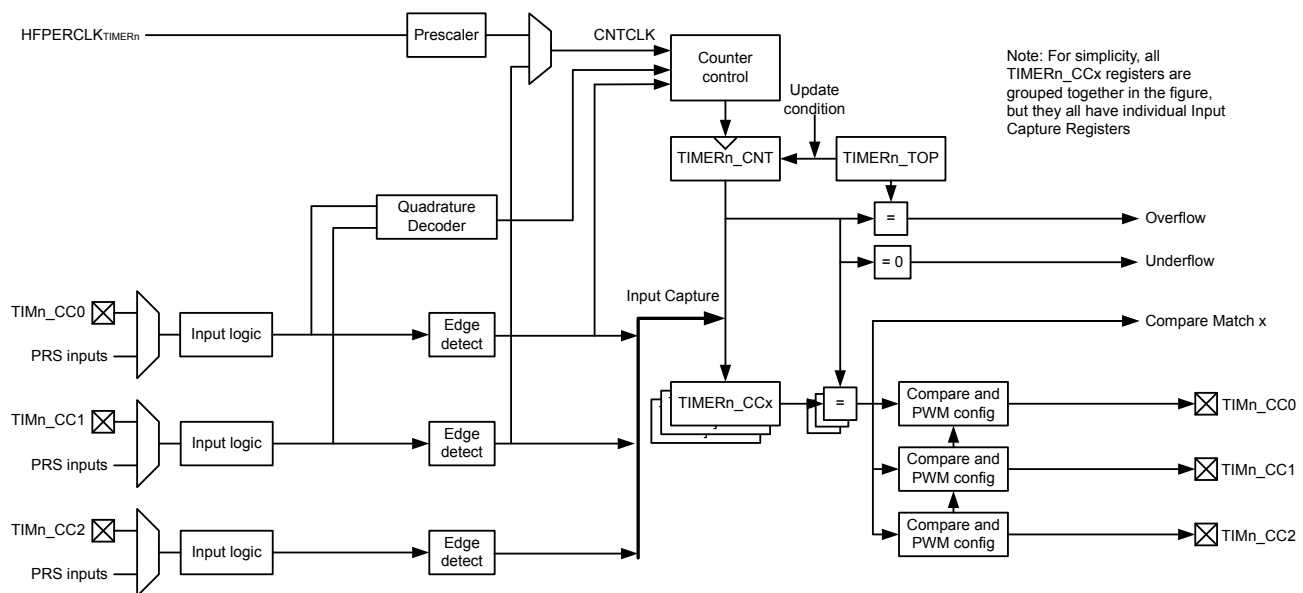 HFPERCLKTIMERn
Prescaler
CNTCLK
Counter
control
Note: For simplicity, all
TIMERn_CCx registers are
grouped together in the figure,
but they all have individual Input
Capture Registers
Update
condition
TIMERn_CNT
TIMERn_TOP
Quadrature
Decoder
=
Overflow
= 0
Underflow
Input Capture
TIMn_CC0
PRS inputs
Input logic
Edge
detect
Compare Match x
TIMERn_CCx
=
Compare and
PWM config
TIMn_CC0
TIMn_CC1
PRS inputs
Input logic
Edge
detect
Compare and
PWM config
TIMn_CC1
TIMn_CC2
PRS inputs
Input logic
Edge
detect
Compare and
PWM config
TIMn_CC2